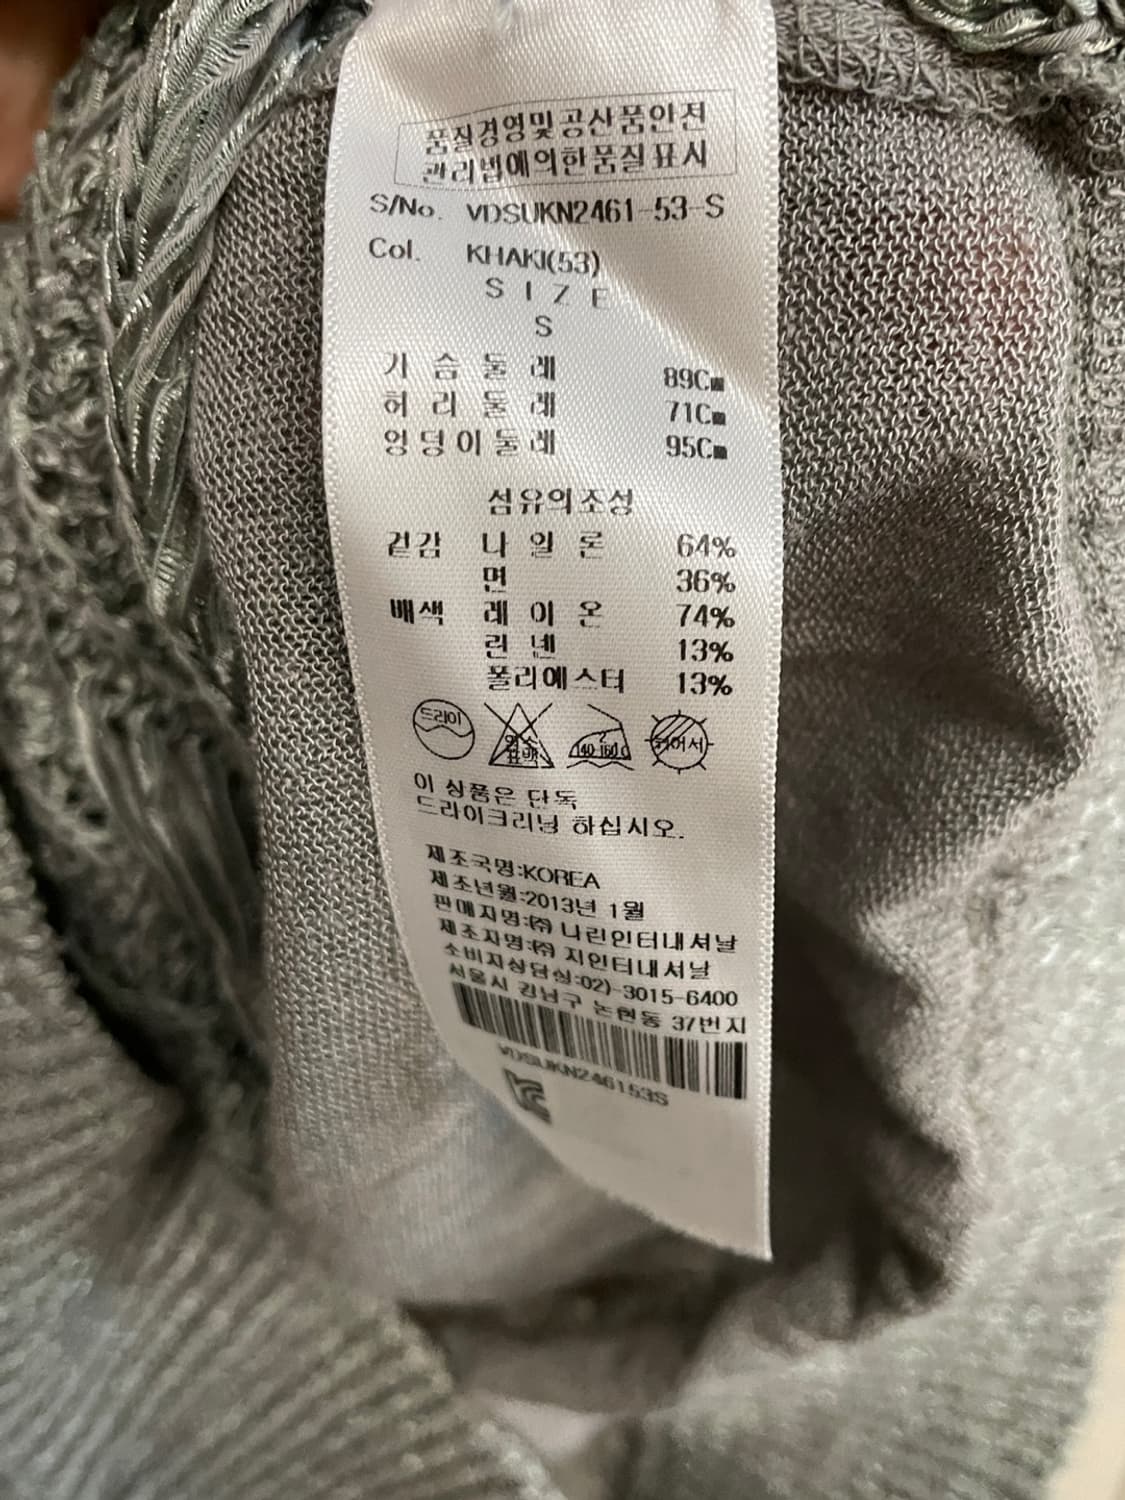 품질경영및공산품안전
관리법에의한품질표시
S/No. VDSUKN2461-53-S
Col. KHAKI(53)
SIZE
S
가슴둘레 89Cm
허리둘레 71Cm
엉덩이둘레 95Cm
섬유의조성
겉감 나일론 64%
면 36%
배색 레이온 74%
린넨 13%
폴리에스터 13%
드라이 염소표백 140-160℃ 뉘어서
이 상품은 단독
드라이크리닝 하십시오.
제조국명:KOREA
제조년월:2013년 1월
판매자명:㈜ 나린인터내셔날
제조자명:㈜ 지인터내셔날
소비자상담실:02)-3015-6400
서울시 강남구 논현동 37번지
VDSUKN246153S